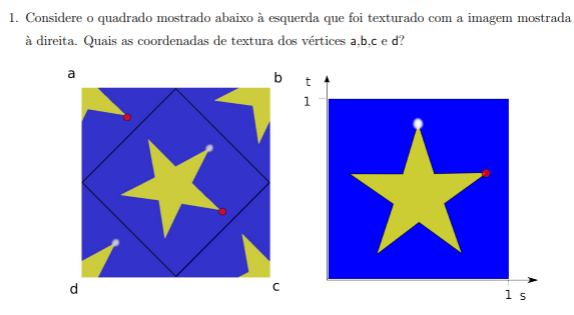 1. Considere o quadrado mostrado abaixo à esquerda que foi texturado com a imagem mostrada
à direita. Quais as coordenadas de textura dos vértices a,b,c e d?
a
b
t
1
d
c
1 s